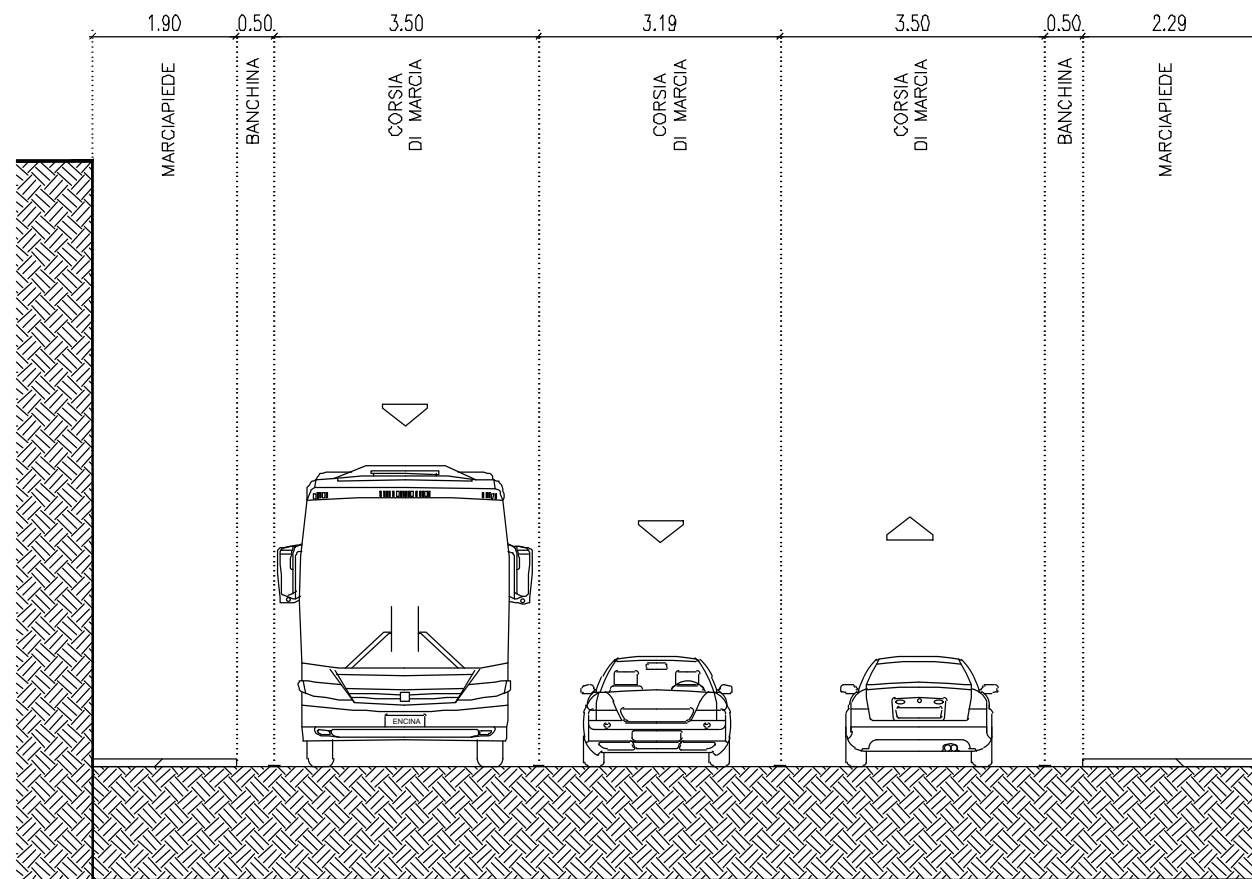 1.90 0.50 3.50 3.19 3.50 0.50 2.29
MARCIAPIEDE
BANCHINA
CORSIA
DI MARCIA
CORSIA
DI MARCIA
CORSIA
DI MARCIA
BANCHINA
MARCIAPIEDE
ENCINA